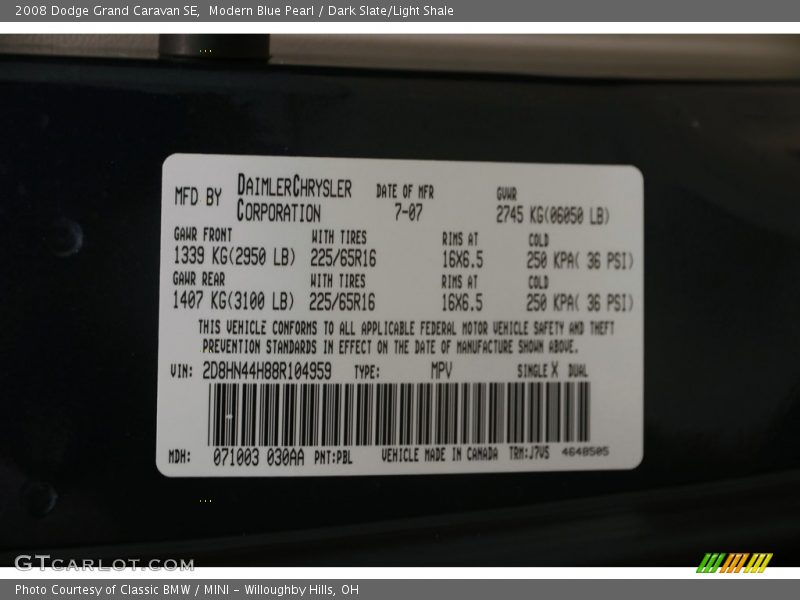 2008 Dodge Grand Caravan SE,  Modern Blue Pearl / Dark Slate/Light Shale
MFD BY DAIMLERCHRYSLER CORPORATION DATE OF MFR 7-07 GVWR 2745 KG(06050 LB)
GAWR FRONT WITH TIRES RIMS AT COLD
1339 KG(2950 LB) 225/65R16 16X6.5 250 KPA( 36 PSI)
GAWR REAR WITH TIRES RIMS AT COLD
1407 KG(3100 LB) 225/65R16 16X6.5 250 KPA( 36 PSI)
THIS VEHICLE CONFORMS TO ALL APPLICABLE FEDERAL MOTOR VEHICLE SAFETY AND THEFT
PREVENTION STANDARDS IN EFFECT ON THE DATE OF MANUFACTURE SHOWN ABOVE.
VIN: 2D8HN44H88R104959 TYPE: MPV SINGLE X DUAL
MDH: 071003 030AA PNT:PBL VEHICLE MADE IN CANADA TRM:J7VS 4648505
GTCARLOT.COM
Photo Courtesy of Classic BMW / MINI - Willoughby Hills, OH